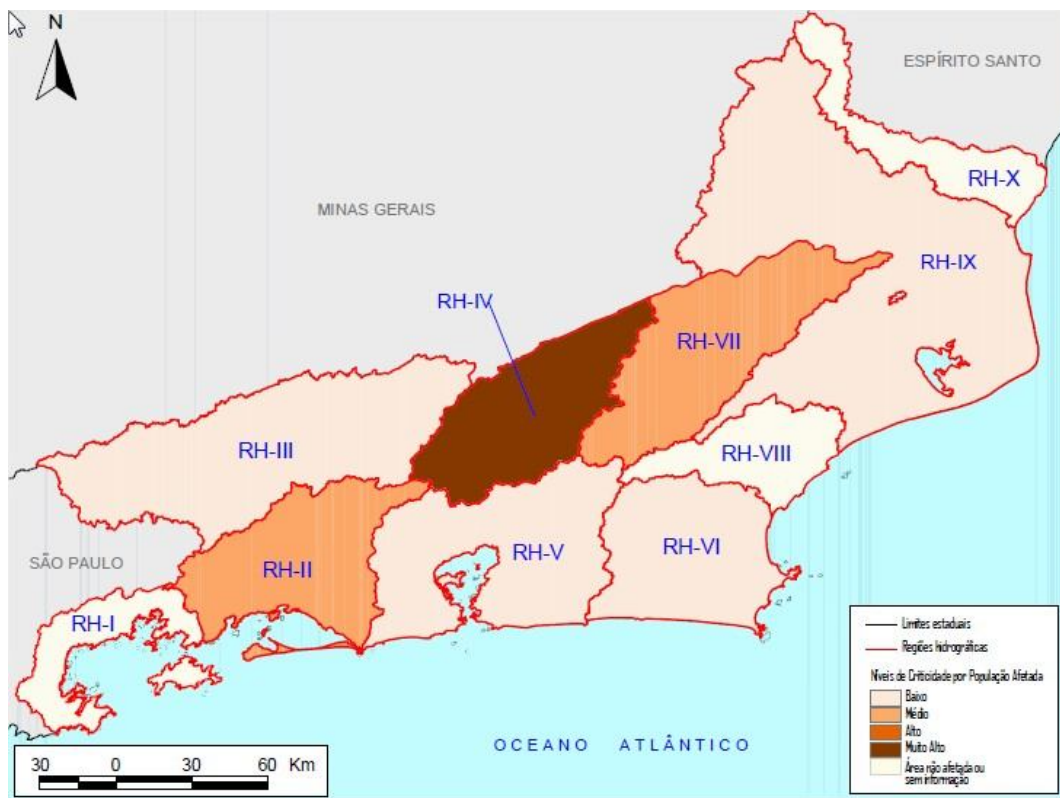 N
ESPÍRITO SANTO
RH-X
MINAS GERAIS
RH-IX
RH-IV
RH-VII
RH-III
RH-VIII
RH-V
RH-VI
SÃO PAULO
RH-II
RH-I
Limites estaduais
Regiões hidrográficas
Níveis de Criticidade por População Afetada
Baixo
Médio
Alto
Muito Alto
Área não afetada ou
sem informação
OCEANO ATLÂNTICO
30 0 30 60 Km